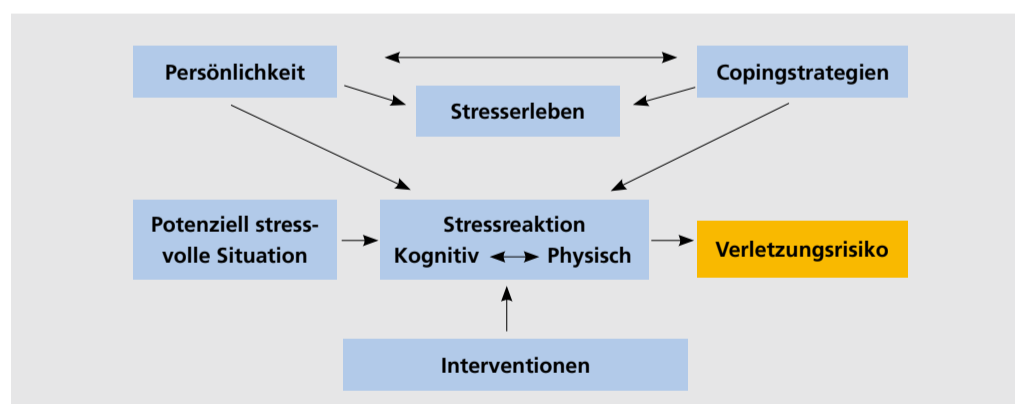 Persönlichkeit
Copingstrategien
Stresserleben
Potenziell stress-
volle Situation
Stressreaktion
Kognitiv Physisch
Verletzungsrisiko
Interventionen